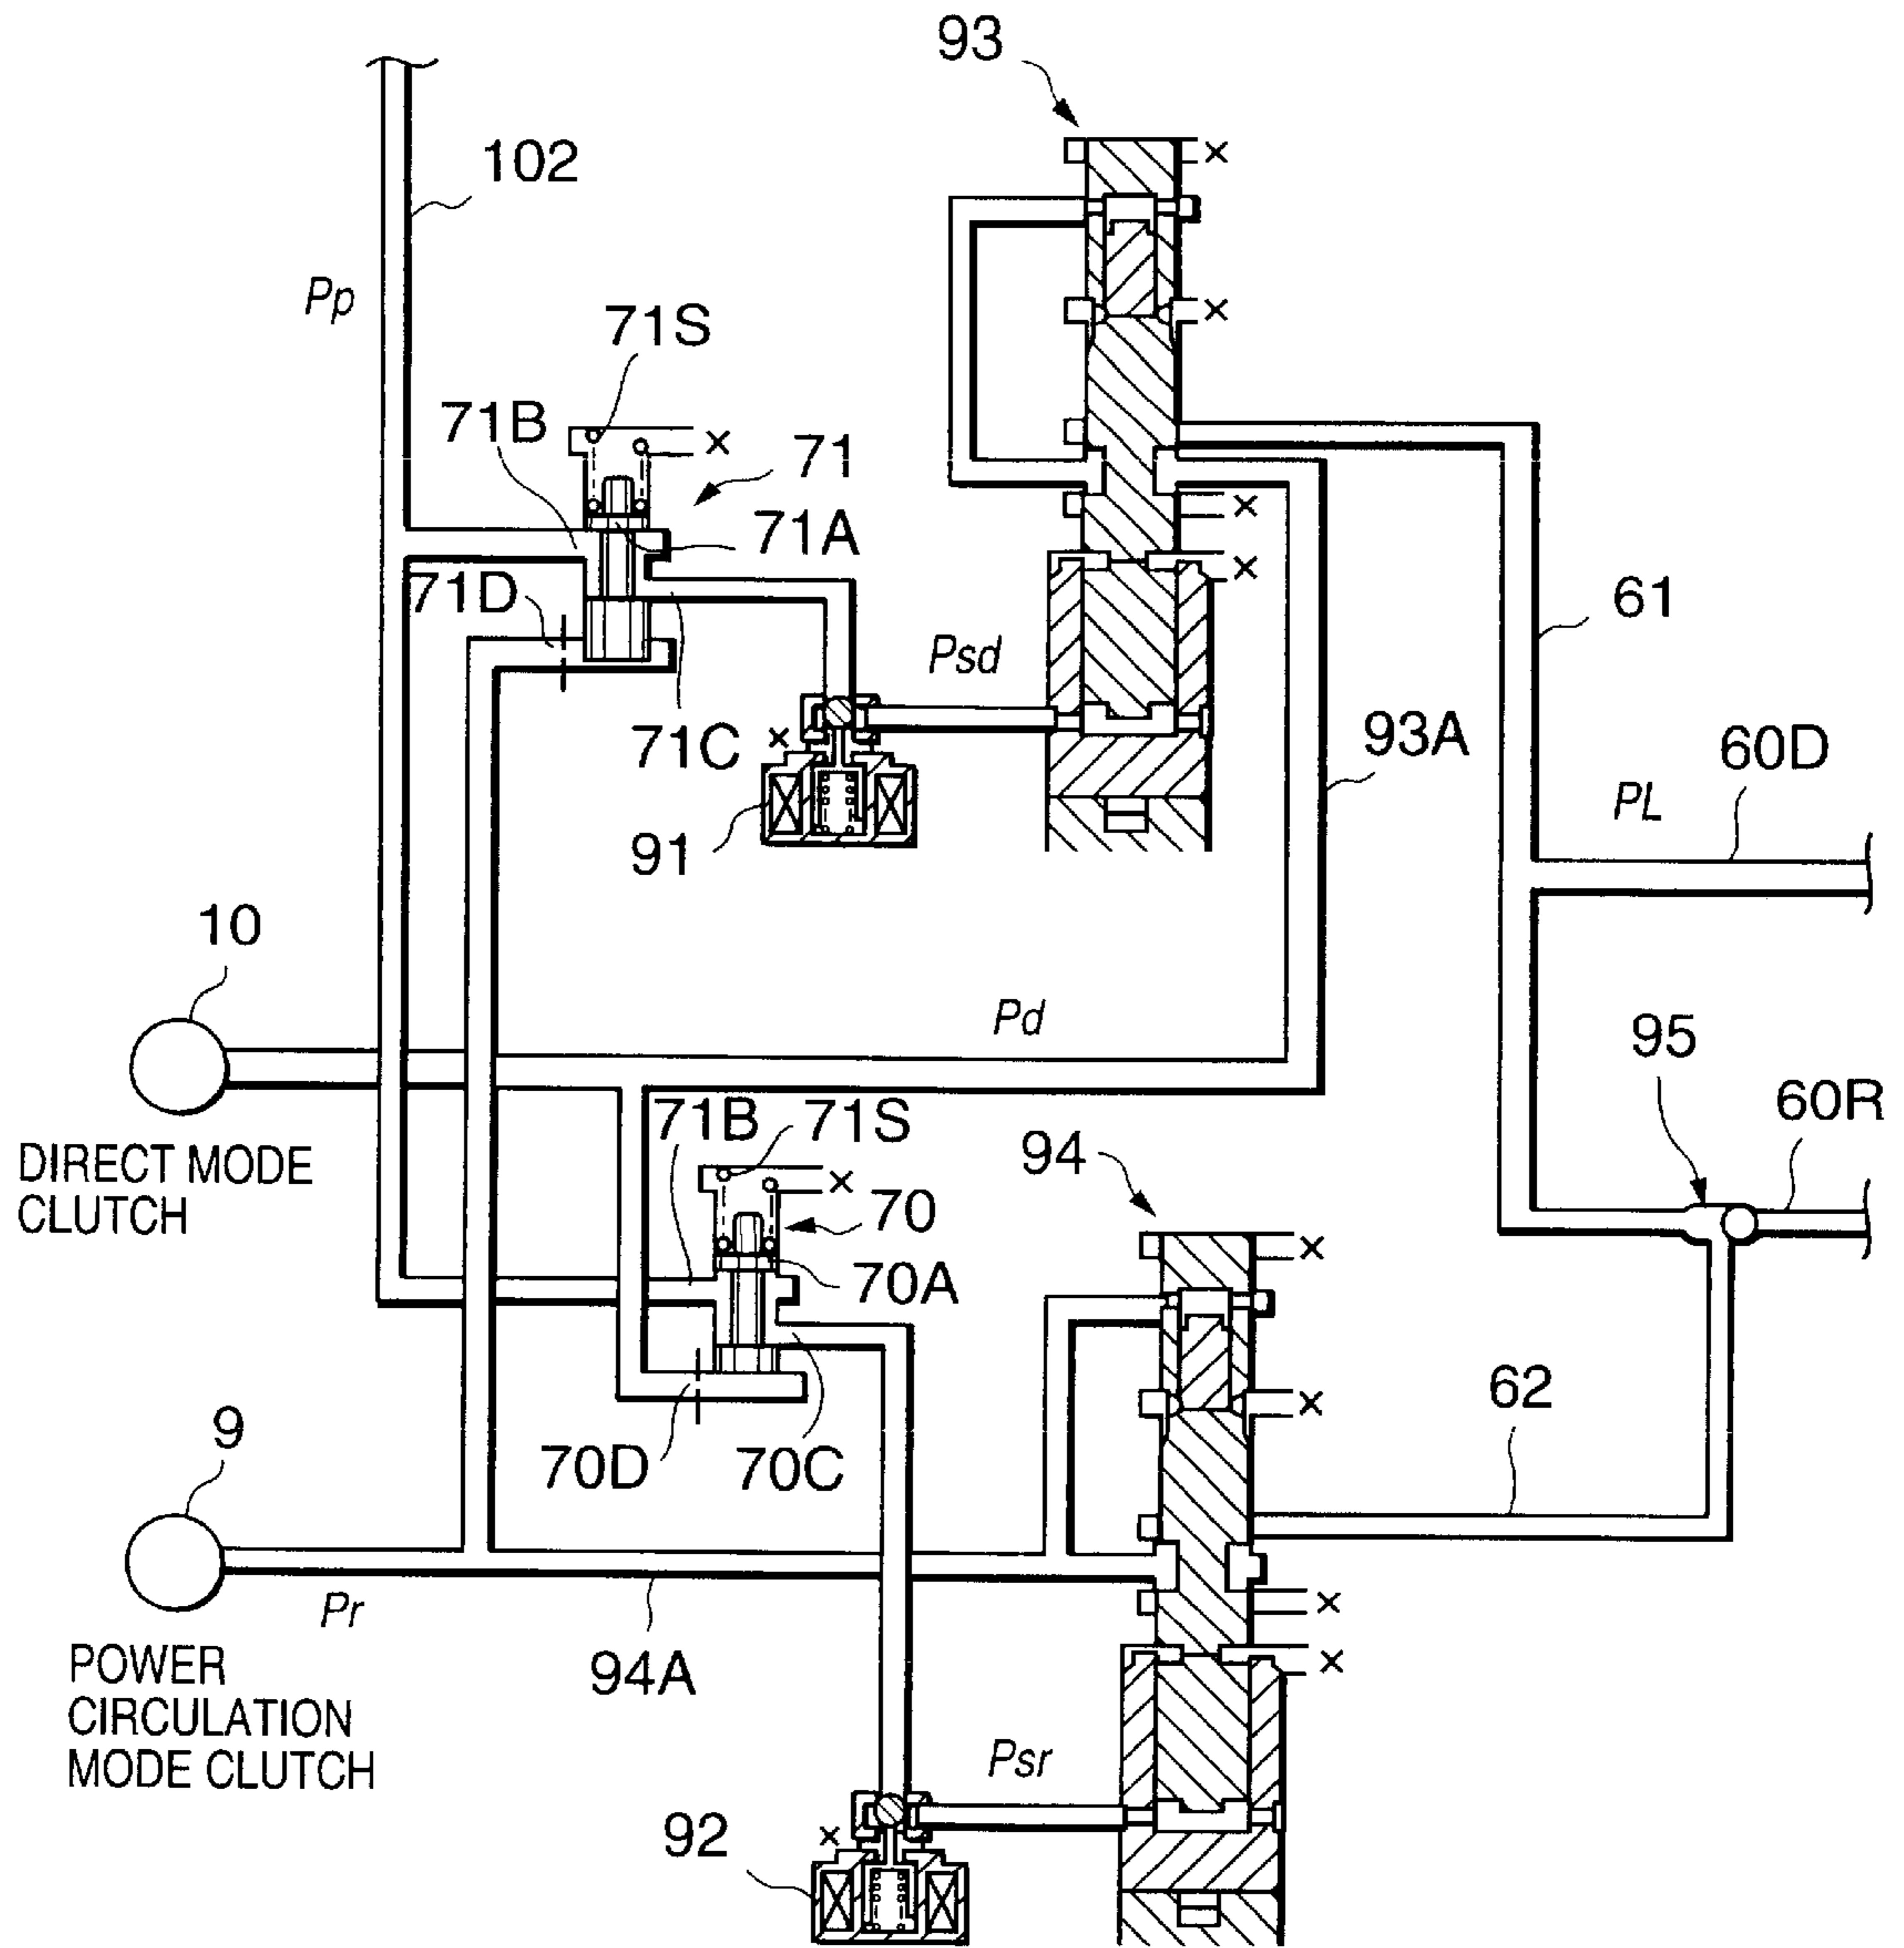 93
102
Pp
71S
71B
71
71A
71D
61
Psd
71C
93A
60D
PL
91
10
Pd
95
60R
71B
71S
94
DIRECT MODE
CLUTCH
70
70A
62
9
70D
70C
Pr
94A
POWER
CIRCULATION
MODE CLUTCH
Psr
92